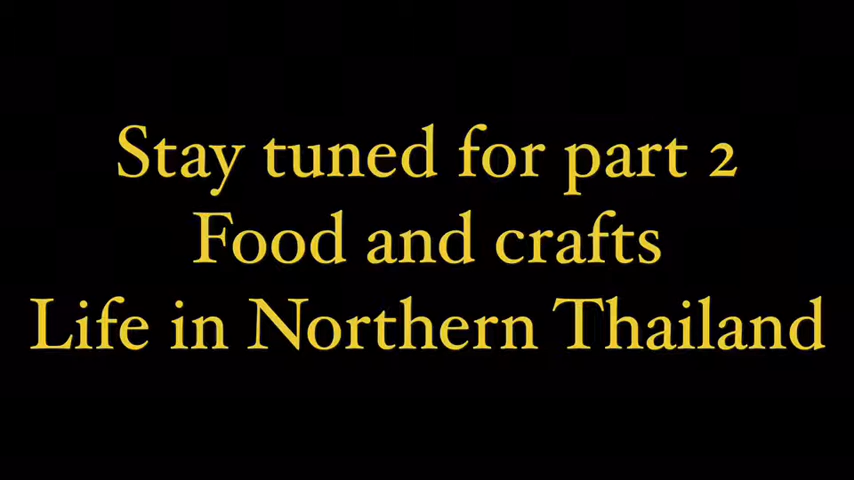 Stay tuned for part 2
Food and crafts
Life in Northern Thailand